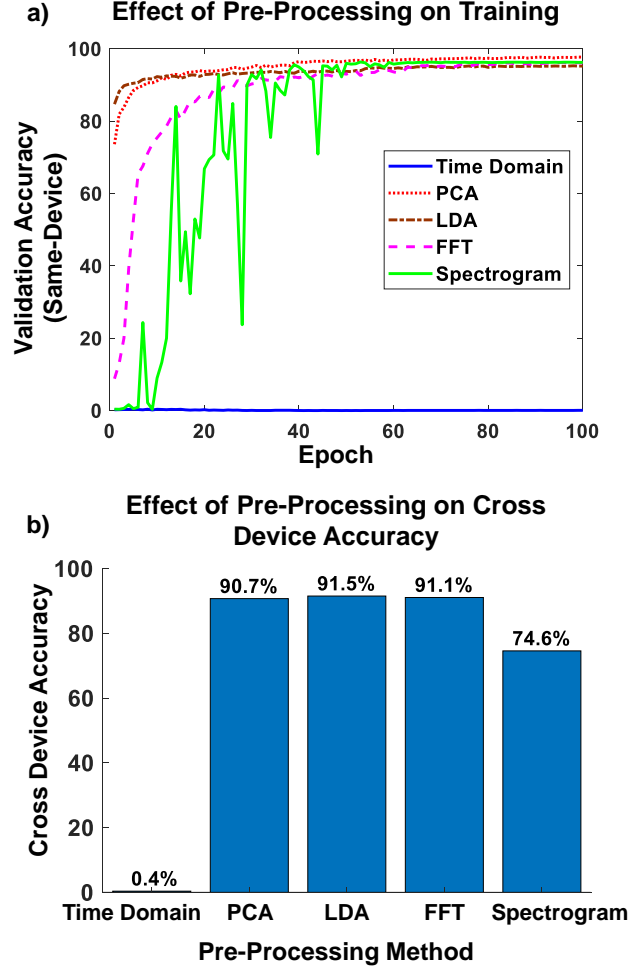 a)
Effect of Pre-Processing on Training
Validation Accuracy
(Same-Device)
100
80
60
40
20
0
Time Domain
PCA
LDA
FFT
Spectrogram
0
20
40
60
80
100
Epoch
b)
Effect of Pre-Processing on Cross
Device Accuracy
Cross Device Accuracy
100
80
60
40
20
0
0.4%
90.7%
91.5%
91.1%
74.6%
Time Domain
PCA
LDA
FFT
Spectrogram
Pre-Processing Method